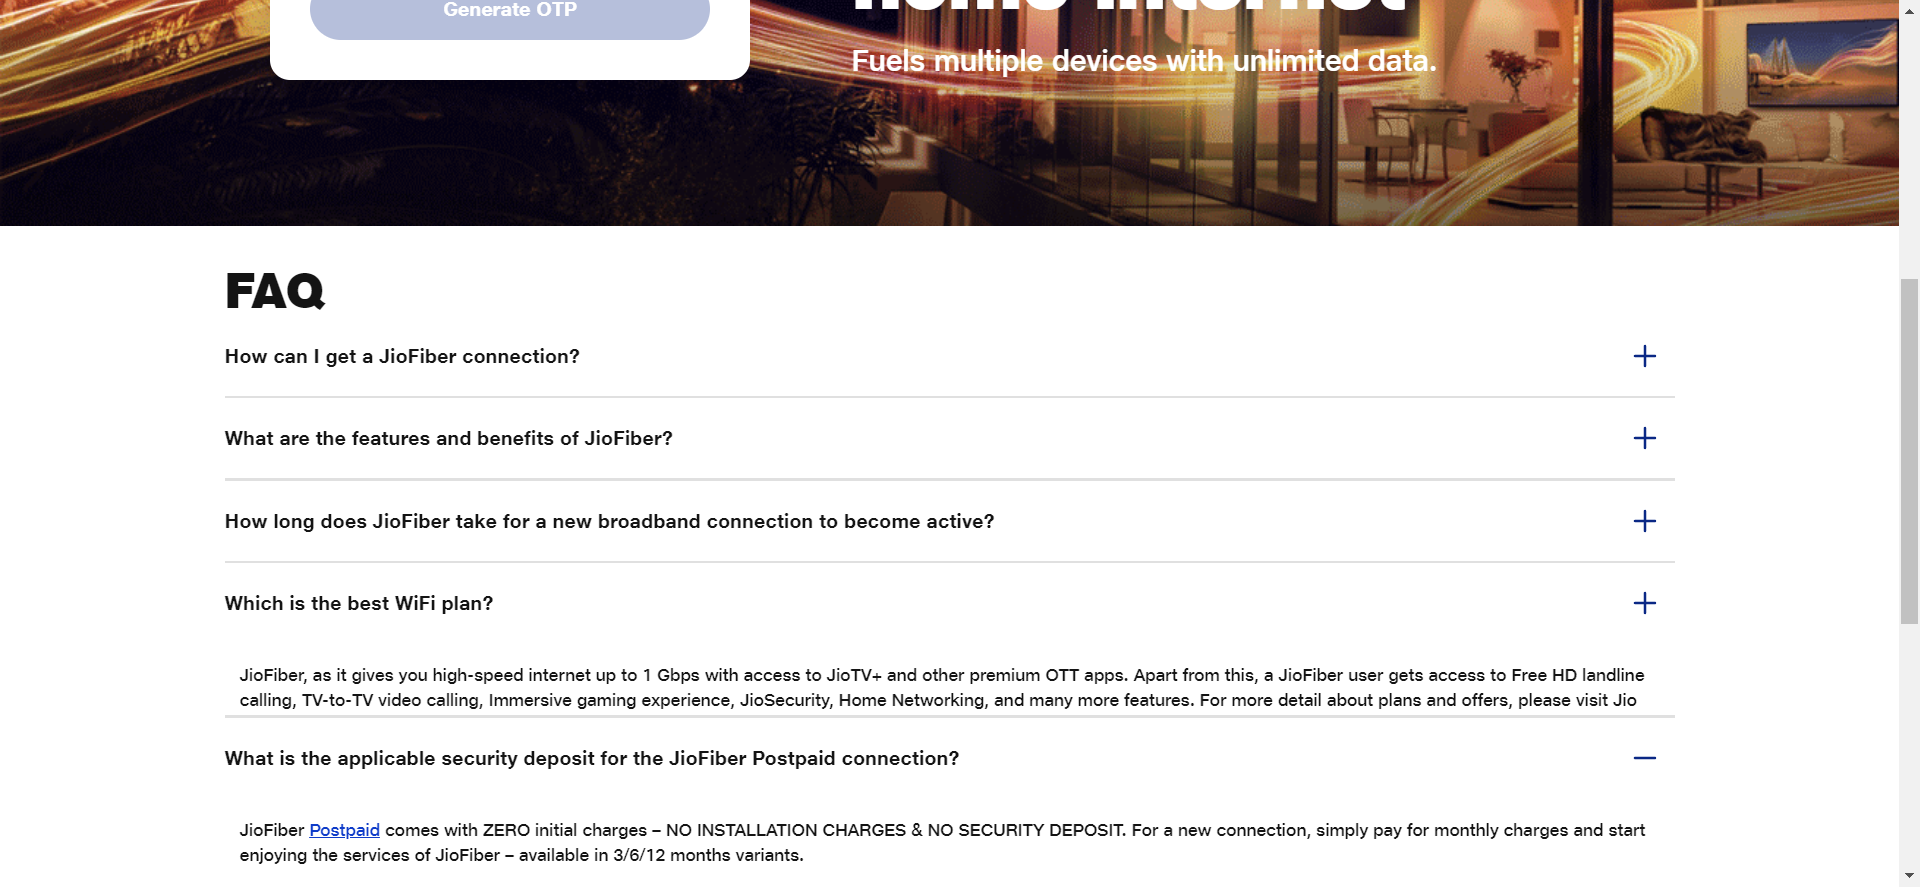 Generate OTP
home internet
Fuels multiple devices with unlimited data.
FAQ
How can I get a JioFiber connection?
What are the features and benefits of JioFiber?
How long does JioFiber take for a new broadband connection to become active?
Which is the best WiFi plan?
JioFiber, as it gives you high-speed internet up to 1 Gbps with access to JioTV+ and other premium OTT apps. Apart from this, a JioFiber user gets access to Free HD landline
calling, TV-to-TV video calling, Immersive gaming experience, JioSecurity, Home Networking, and many more features. For more detail about plans and offers, please visit Jio
What is the applicable security deposit for the JioFiber Postpaid connection?
JioFiber Postpaid comes with ZERO initial charges – NO INSTALLATION CHARGES & NO SECURITY DEPOSIT. For a new connection, simply pay for monthly charges and start
enjoying the services of JioFiber – available in 3/6/12 months variants.